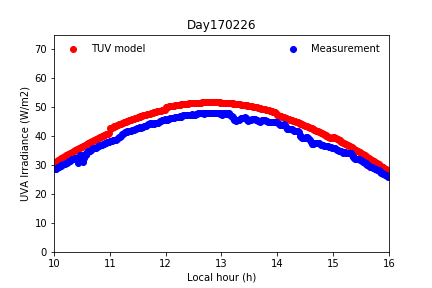 Day170226
TUV model
Measurement
UVA Irradiance (W/m2)
70
60
50
40
30
20
10
0
10 11 12 13 14 15 16
Local hour (h)